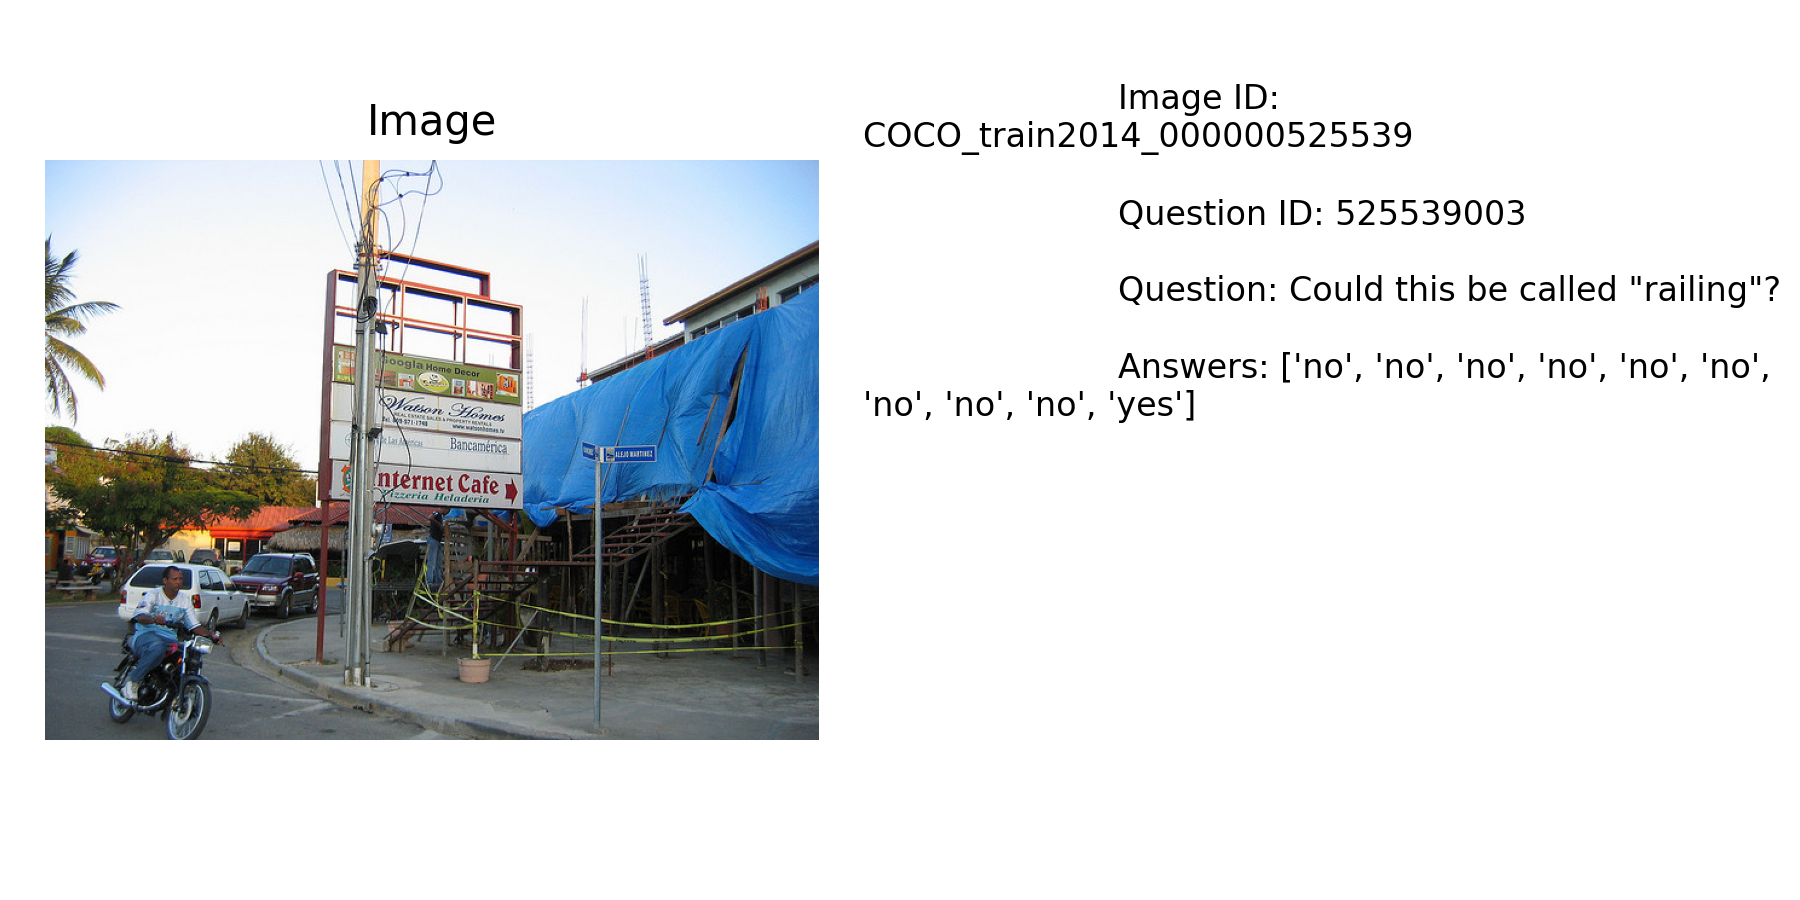 Image
Image ID:
COCO_train2014_000000525539
Question ID: 525539003
Question: Could this be called "railing"?
Answers: ['no', 'no', 'no', 'no', 'no', 'no',
'no', 'no', 'no', 'yes']
Googla Home Decor
Watson Homes
REAL ESTATE SALES & PROPERTY RENTALS
Tel. 809-571-1748
www.watsonhomes.tv
de Las Américas
Bancamérica
Internet Cafe
Pizzeria Heladeria
ALEJO MARTINEZ